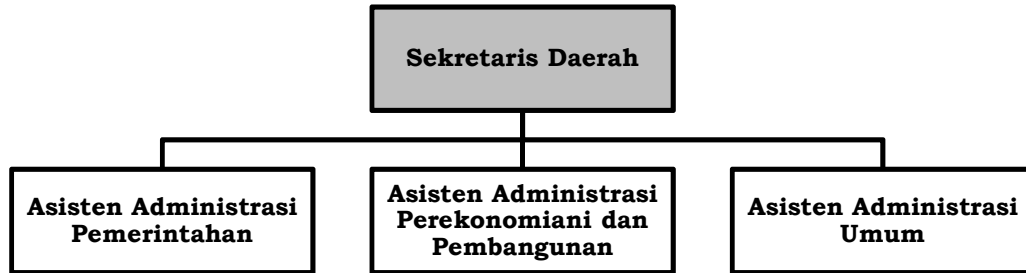 Sekretaris Daerah
Asisten Administrasi
Pemerintahan
Asisten Administrasi
Perekonomiani dan
Pembangunan
Asisten Administrasi
Umum